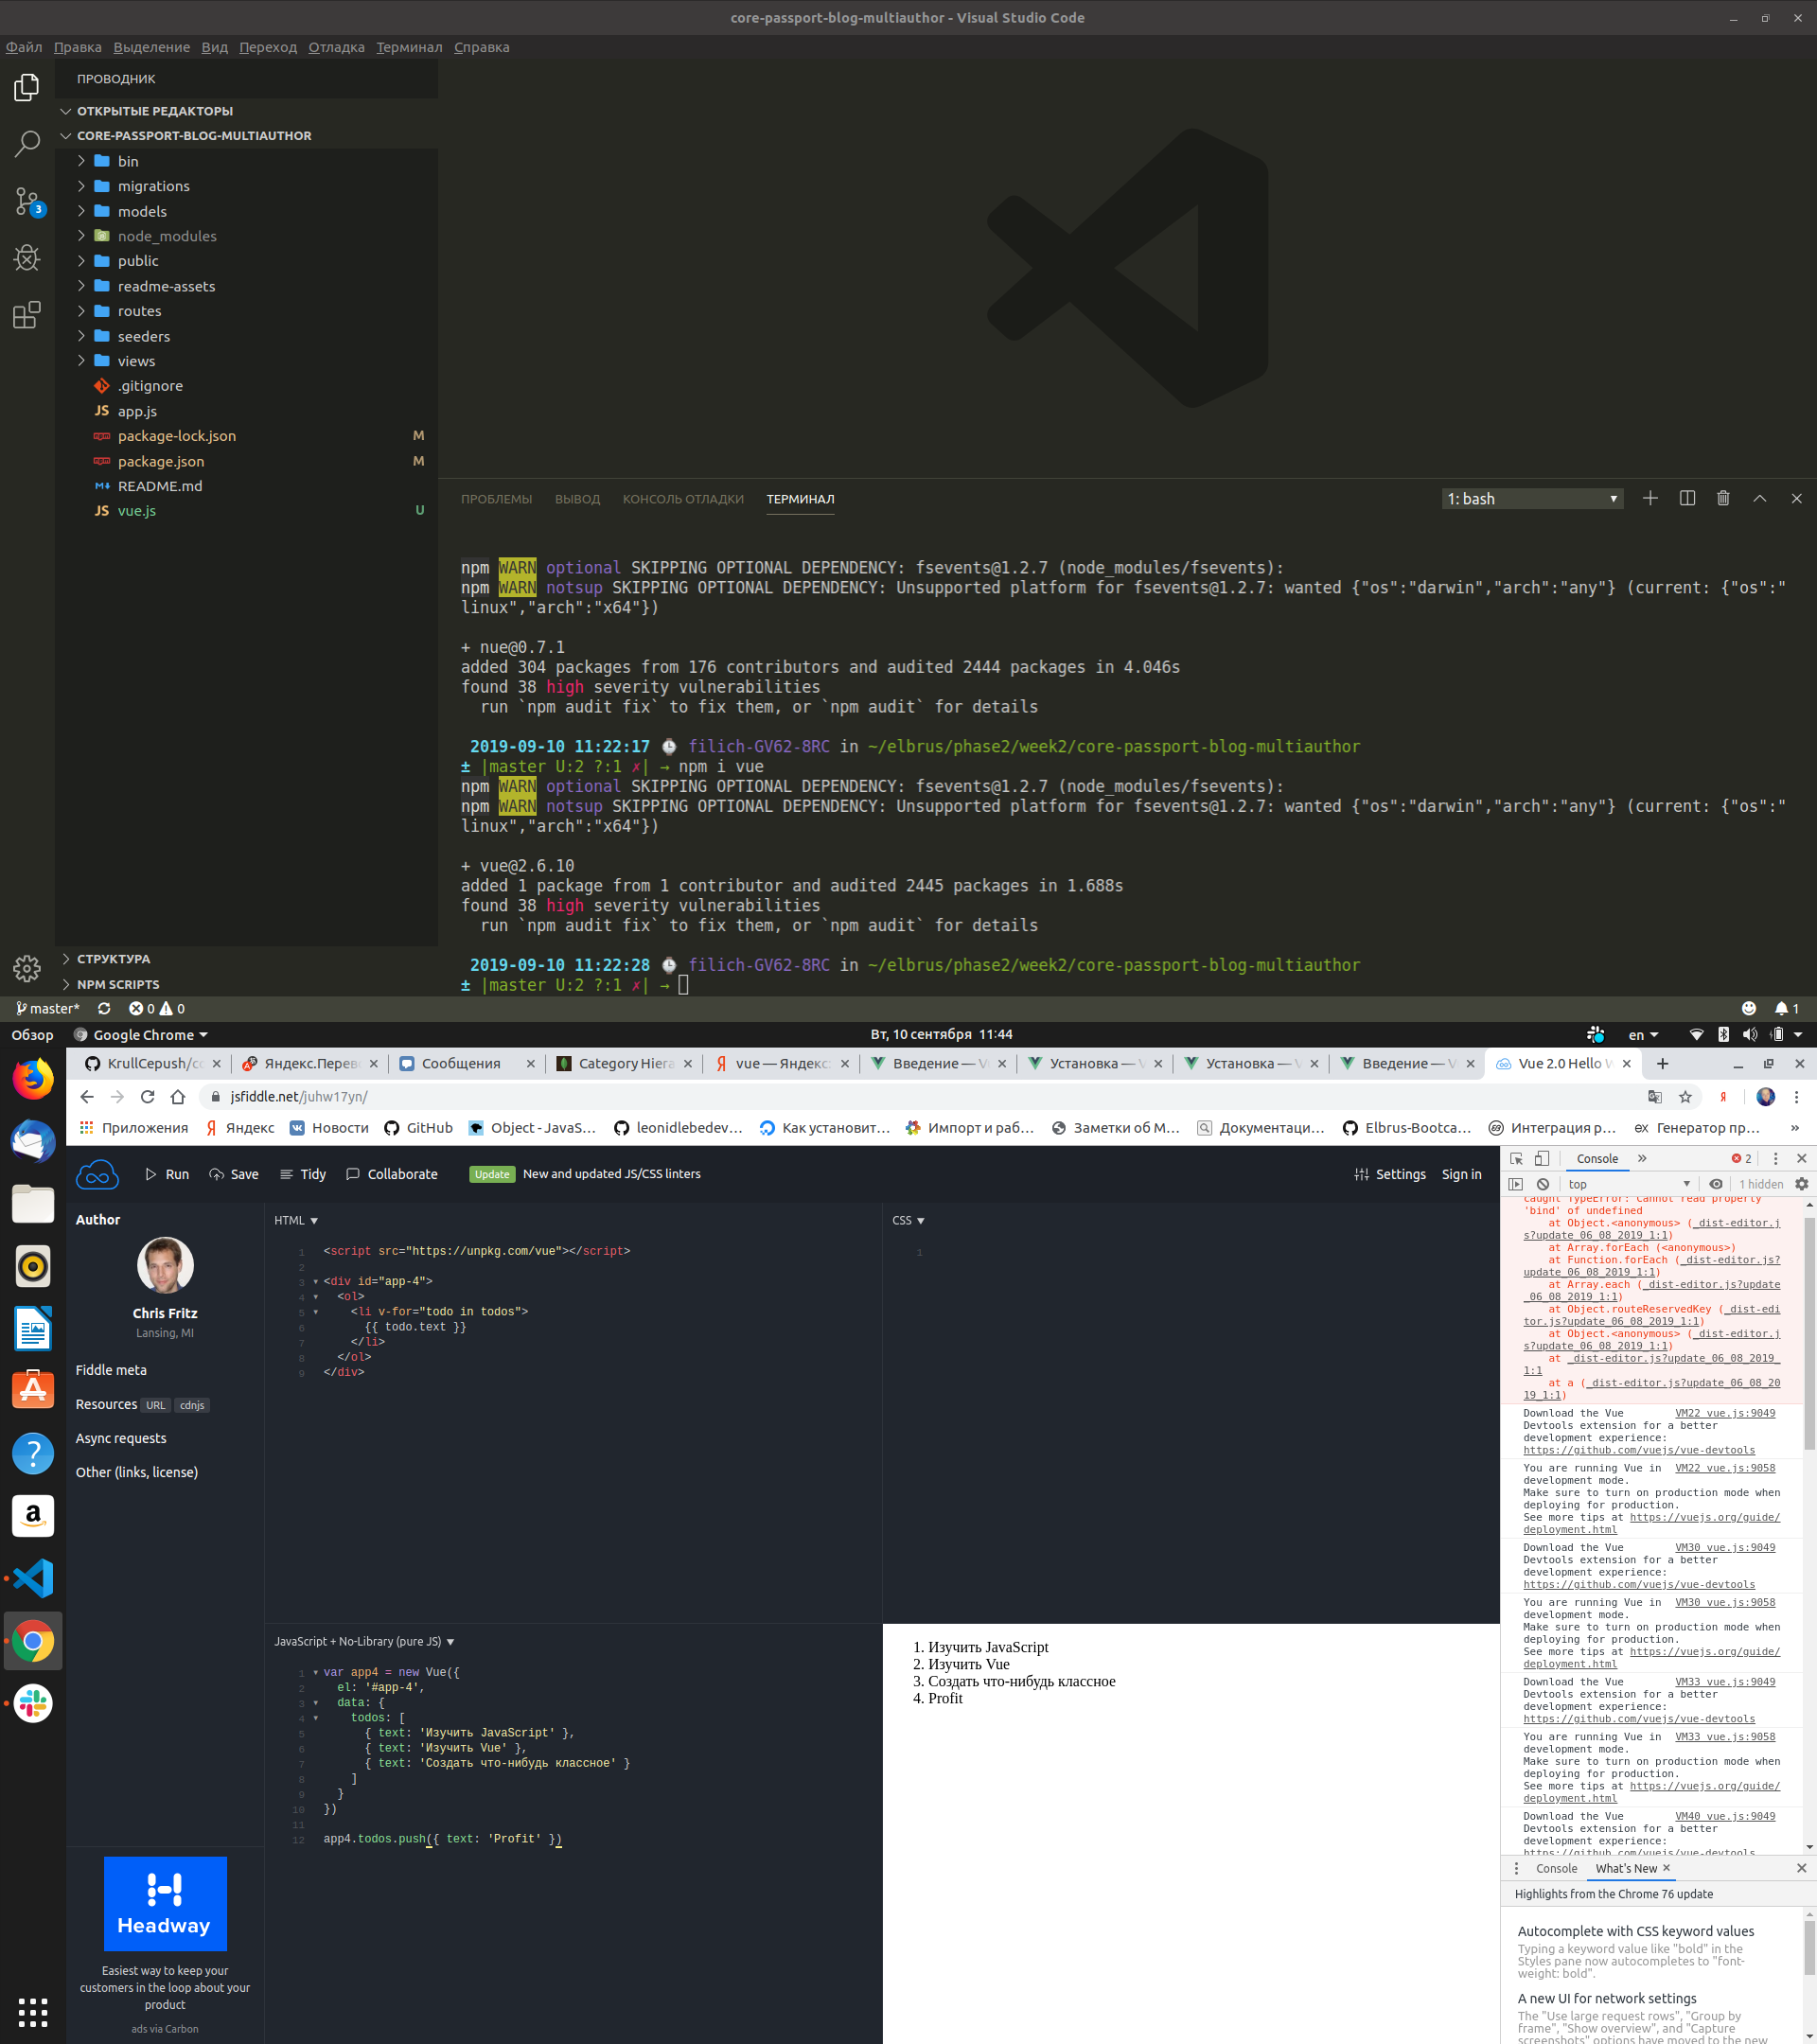 core-passport-blog-multiauthor - Visual Studio Code
Файл Правка Выделение Вид Переход Отладка Терминал Справка
ПРОВОДНИК
ОТКРЫТЫЕ РЕДАКТОРЫ
CORE-PASSPORT-BLOG-MULTIAUTHOR
bin
migrations
models
3
node_modules
public
readme-assets
routes
seeders
views
.gitignore
JS app.js
package-lock.json M
package.json M
README.md
JS vue.js U
СТРУКТУРА
NPM SCRIPTS
ПРОБЛЕМЫ ВЫВОД КОНСОЛЬ ОТЛАДКИ ТЕРМИНАЛ 1: bash
npm WARN optional SKIPPING OPTIONAL DEPENDENCY: fsevents@1.2.7 (node_modules/fsevents):
npm WARN notsup SKIPPING OPTIONAL DEPENDENCY: Unsupported platform for fsevents@1.2.7: wanted {"os":"darwin","arch":"any"} (current: {"os":"
linux","arch":"x64"})
+ nue@0.7.1
added 304 packages from 176 contributors and audited 2444 packages in 4.046s
found 38 high severity vulnerabilities
run `npm audit fix` to fix them, or `npm audit` for details
2019-09-10 11:22:17 filich-GV62-8RC in ~/elbrus/phase2/week2/core-passport-blog-multiauthor
± |master U:2 ?:1 ✗| → npm i vue
npm WARN optional SKIPPING OPTIONAL DEPENDENCY: fsevents@1.2.7 (node_modules/fsevents):
npm WARN notsup SKIPPING OPTIONAL DEPENDENCY: Unsupported platform for fsevents@1.2.7: wanted {"os":"darwin","arch":"any"} (current: {"os":"
linux","arch":"x64"})
+ vue@2.6.10
added 1 package from 1 contributor and audited 2445 packages in 1.688s
found 38 high severity vulnerabilities
run `npm audit fix` to fix them, or `npm audit` for details
2019-09-10 11:22:28 filich-GV62-8RC in ~/elbrus/phase2/week2/core-passport-blog-multiauthor
± |master U:2 ?:1 ✗| →
master* 0 0 1
Обзор Google Chrome Вт, 10 сентября 11:44 en
KrullCepush/cc Яндекс.Перев Сообщения Category Hiera vue — Яндекс: Введение — V Установка — V Установка — V Введение — V Vue 2.0 Hello W
jsfiddle.net/juhw17yn/
Приложения Яндекс Новости GitHub Object - JavaS... leonidlebedev... Как установит... Импорт и раб... Заметки об M... Документаци... Elbrus-Bootca... Интеграция р... Генератор пр... »
Run Save Tidy Collaborate Update New and updated JS/CSS linters Settings Sign in
Author
Chris Fritz
Lansing, MI
Fiddle meta
Resources URL cdnjs
Async requests
Other (links, license)
Headway
Easiest way to keep your
customers in the loop about your
product
ads via Carbon
HTML
1 <script src="https://unpkg.com/vue"></script>
2
3 <div id="app-4">
4 <ol>
5 <li v-for="todo in todos">
6 {{ todo.text }}
7 </li>
8 </ol>
9 </div>
CSS
1
JavaScript + No-Library (pure JS)
1 var app4 = new Vue({
2 el: '#app-4',
3 data: {
4 todos: [
5 { text: 'Изучить JavaScript' },
6 { text: 'Изучить Vue' },
7 { text: 'Создать что-нибудь классное' }
8 ]
9 }
10 })
11
12 app4.todos.push({ text: 'Profit' })
1. Изучить JavaScript
2. Изучить Vue
3. Создать что-нибудь классное
4. Profit
Console » 2
top 1 hidden
caught TypeError: Cannot read property
'bind' of undefined
at Object.<anonymous> (_dist-editor.j
s?update_06_08_2019_1:1)
at Array.forEach (<anonymous>)
at Function.forEach (_dist-editor.js?
update_06_08_2019_1:1)
at Array.each (_dist-editor.js?update
_06_08_2019_1:1)
at Object.routeReservedKey (_dist-edi
tor.js?update_06_08_2019_1:1)
at Object.<anonymous> (_dist-editor.j
s?update_06_08_2019_1:1)
at _dist-editor.js?update_06_08_2019_
1:1
at a (_dist-editor.js?update_06_08_20
19_1:1)
Download the Vue VM22 vue.js:9049
Devtools extension for a better
development experience:
https://github.com/vuejs/vue-devtools
You are running Vue in VM22 vue.js:9058
development mode.
Make sure to turn on production mode when
deploying for production.
See more tips at https://vuejs.org/guide/
deployment.html
Download the Vue VM30 vue.js:9049
Devtools extension for a better
development experience:
https://github.com/vuejs/vue-devtools
You are running Vue in VM30 vue.js:9058
development mode.
Make sure to turn on production mode when
deploying for production.
See more tips at https://vuejs.org/guide/
deployment.html
Download the Vue VM33 vue.js:9049
Devtools extension for a better
development experience:
https://github.com/vuejs/vue-devtools
You are running Vue in VM33 vue.js:9058
development mode.
Make sure to turn on production mode when
deploying for production.
See more tips at https://vuejs.org/guide/
deployment.html
Download the Vue VM40 vue.js:9049
Devtools extension for a better
development experience:
https://github.com/vuejs/vue-devtools
Console What's New
Highlights from the Chrome 76 update
Autocomplete with CSS keyword values
Typing a keyword value like "bold" in the
Styles pane now autocompletes to "font-
weight: bold".
A new UI for network settings
The "Use large request rows", "Group by
frame", "Show overview", and "Capture
screenshots" options have moved to the new